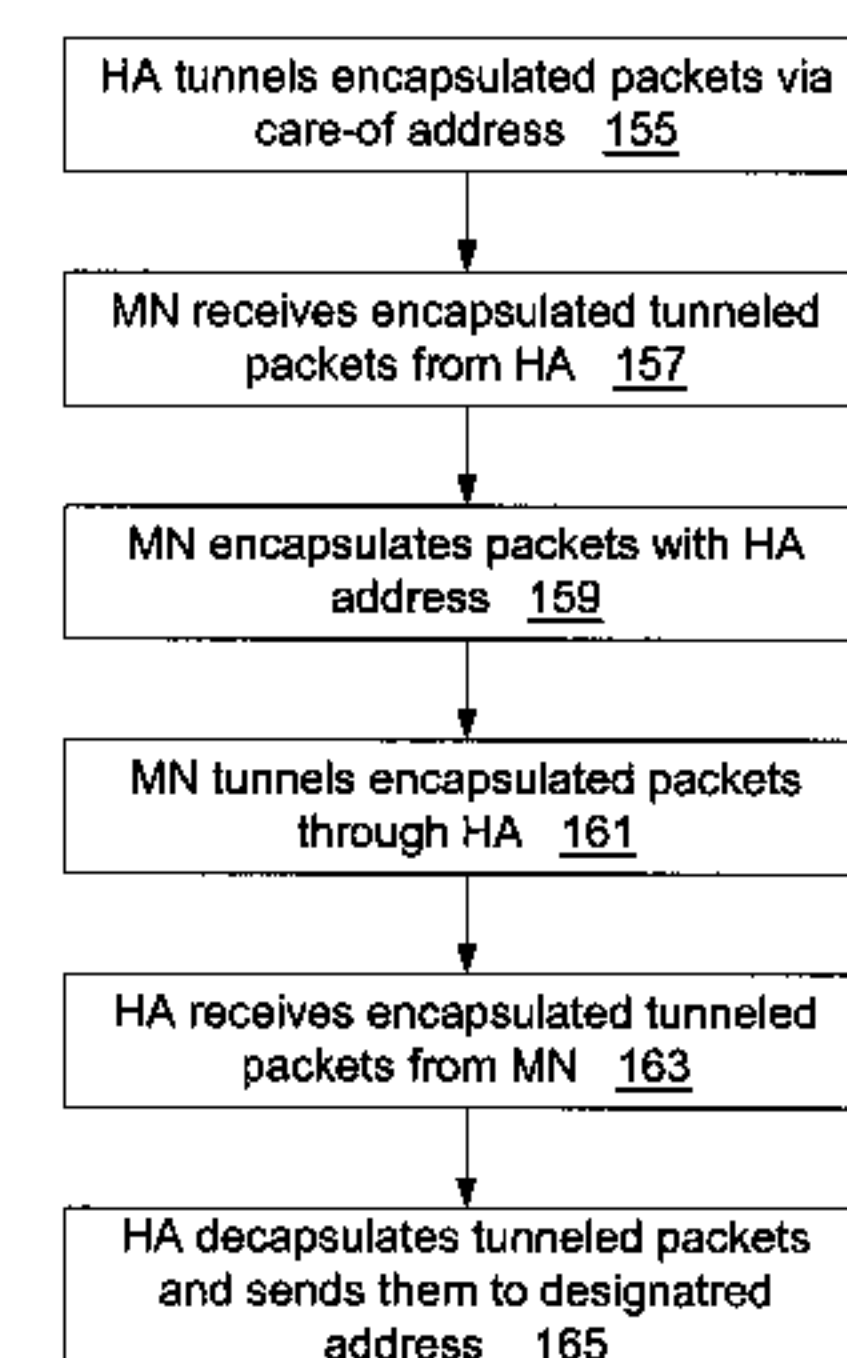 HA tunnels encapsulated packets via
care-of address 155
MN receives encapsulated tunneled
packets from HA 157
MN encapsulates packets with HA
address 159
MN tunnels encapsulated packets
through HA 161
HA receives encapsulated tunneled
packets from MN 163
HA decapsulates tunneled packets
and sends them to designatred
address 165